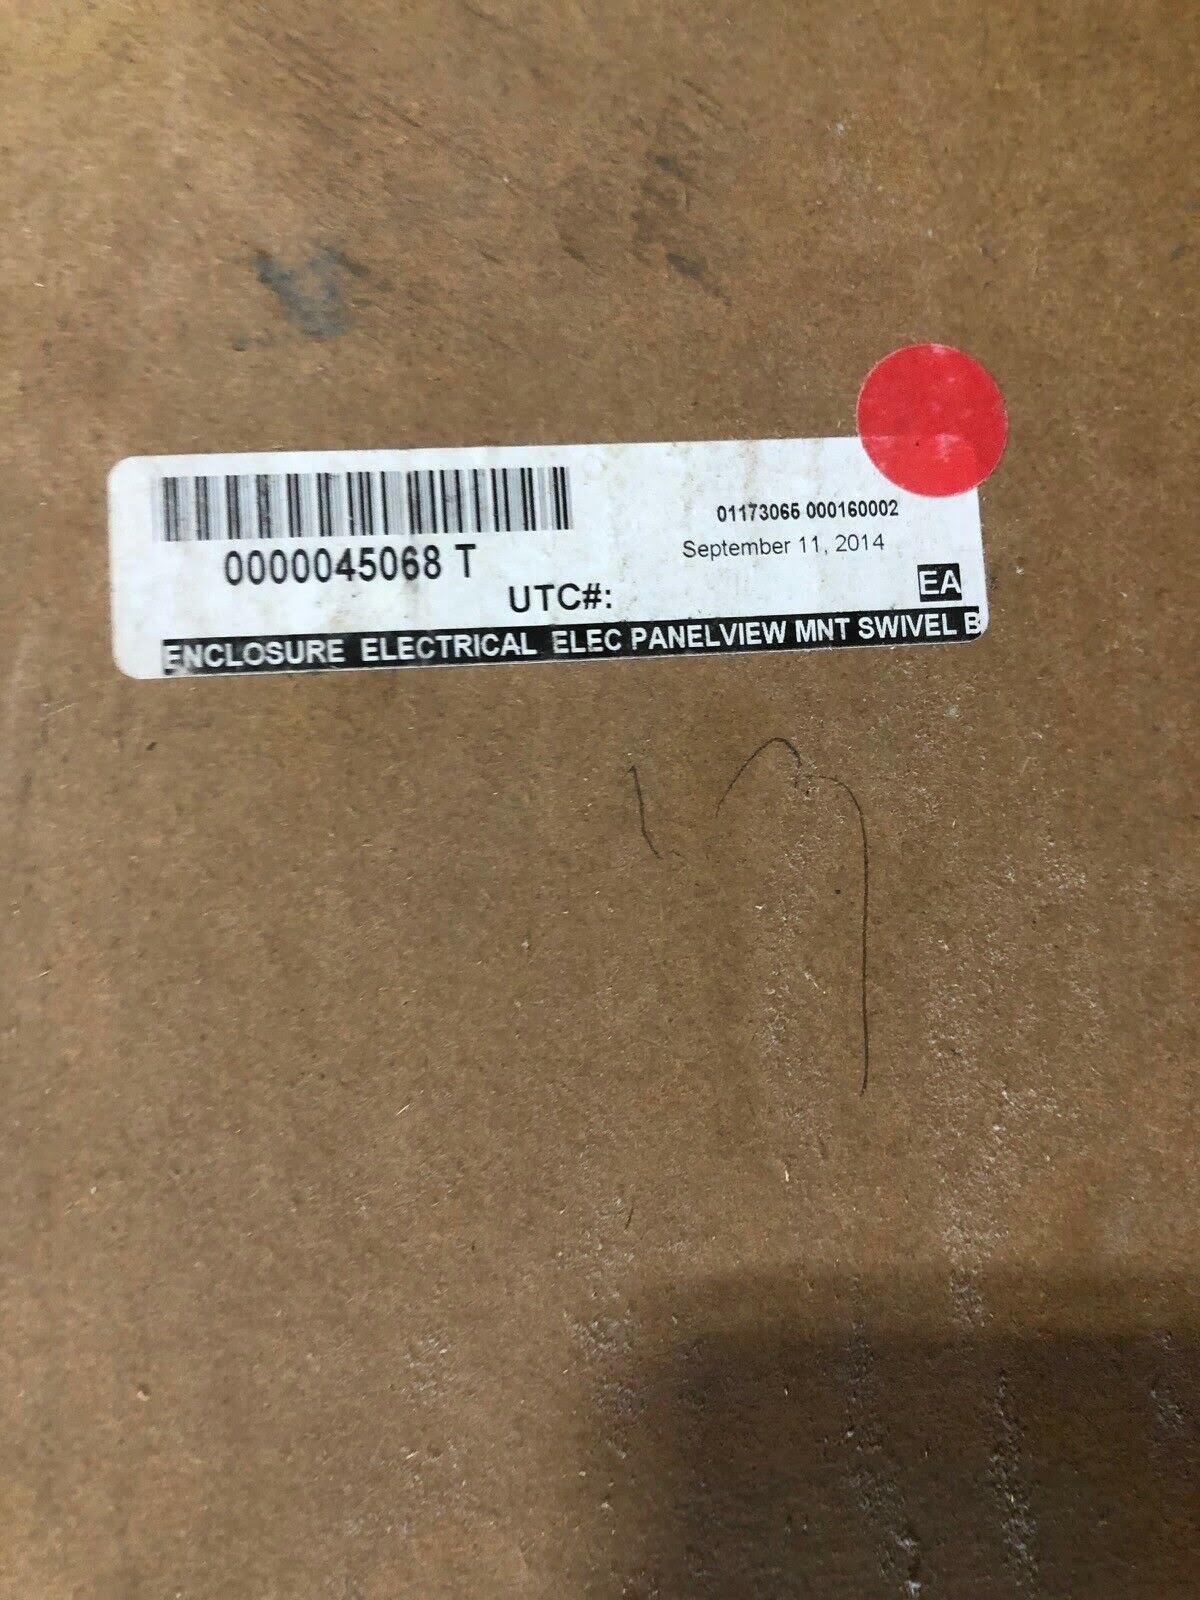 01173065 000160002
0000045068 T
September 11, 2014
UTC#:
EA
ENCLOSURE ELECTRICAL ELEC PANELVIEW MNT SWIVEL B